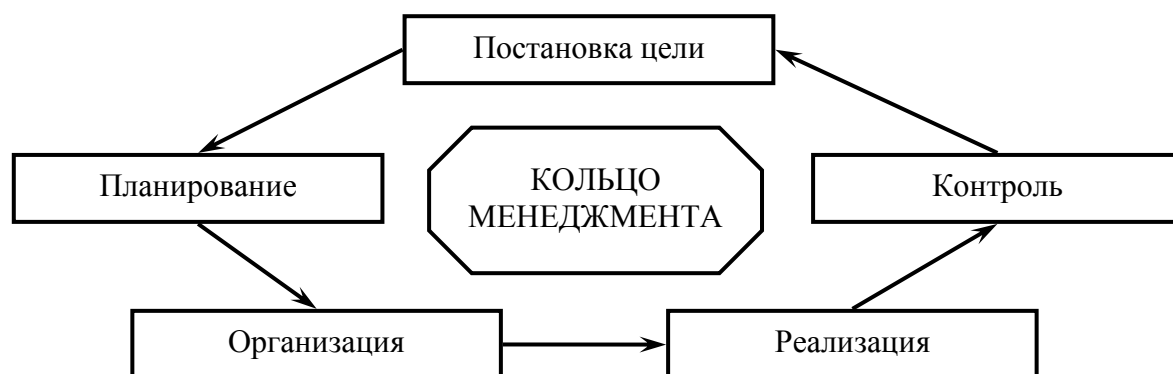 Постановка цели
Планирование
КОЛЬЦО
МЕНЕДЖМЕНТА
Контроль
Организация
Реализация